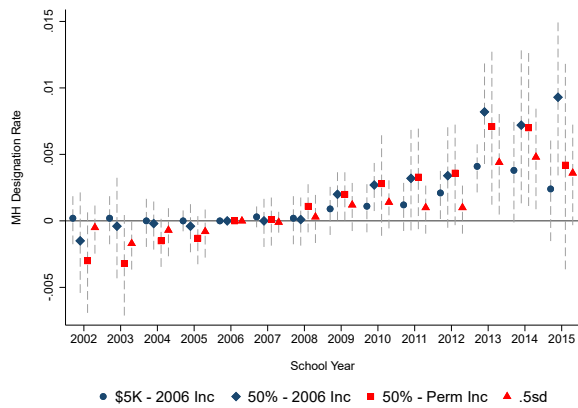 .015
.01
.005
0
-.005
MH Designation Rate
2002 2003 2004 2005 2006 2007 2008 2009 2010 2011 2012 2013 2014 2015
School Year
$5K - 2006 Inc 50% - 2006 Inc 50% - Perm Inc .5sd